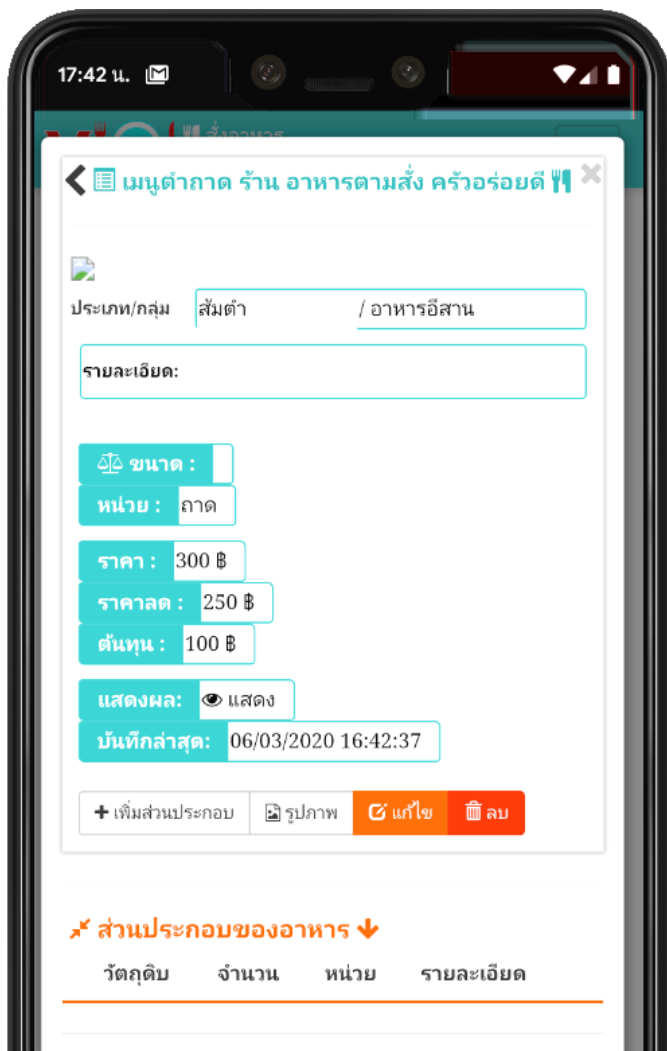 17:42 น.
สั่งอาหาร
เมนูตำถาด ร้าน อาหารตามสั่ง ครัวอร่อยดี
ประเภท/กลุ่ม ส้มตำ / อาหารอีสาน
รายละเอียด:
ขนาด :
หน่วย : ถาด
ราคา : 300 ฿
ราคาลด : 250 ฿
ต้นทุน : 100 ฿
แสดงผล: แสดง
บันทึกล่าสุด: 06/03/2020 16:42:37
เพิ่มส่วนประกอบ รูปภาพ แก้ไข ลบ
ส่วนประกอบของอาหาร
วัตถุดิบ จำนวน หน่วย รายละเอียด